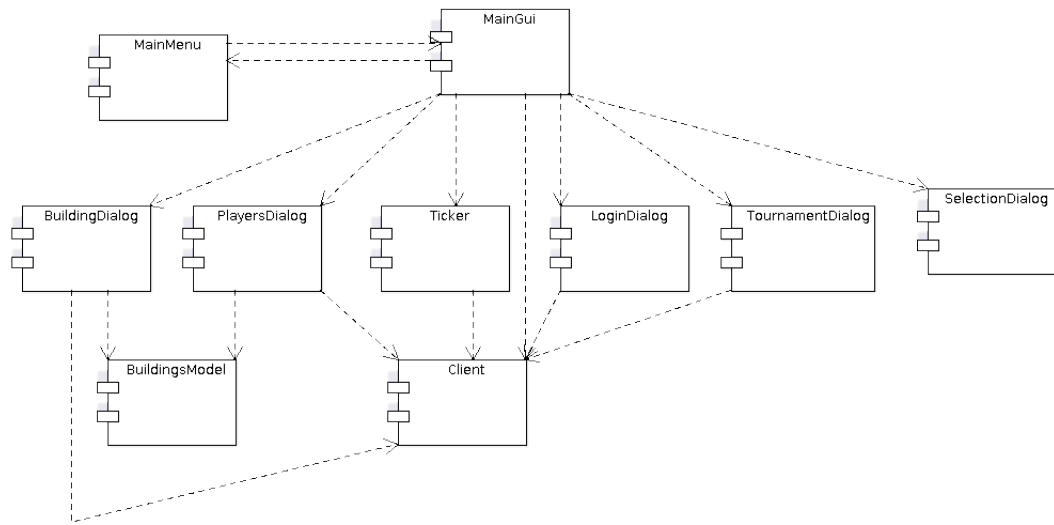 MainGui
MainMenu
BuildingDialog
PlayersDialog
Ticker
LoginDialog
TournamentDialog
SelectionDialog
BuildingsModel
Client